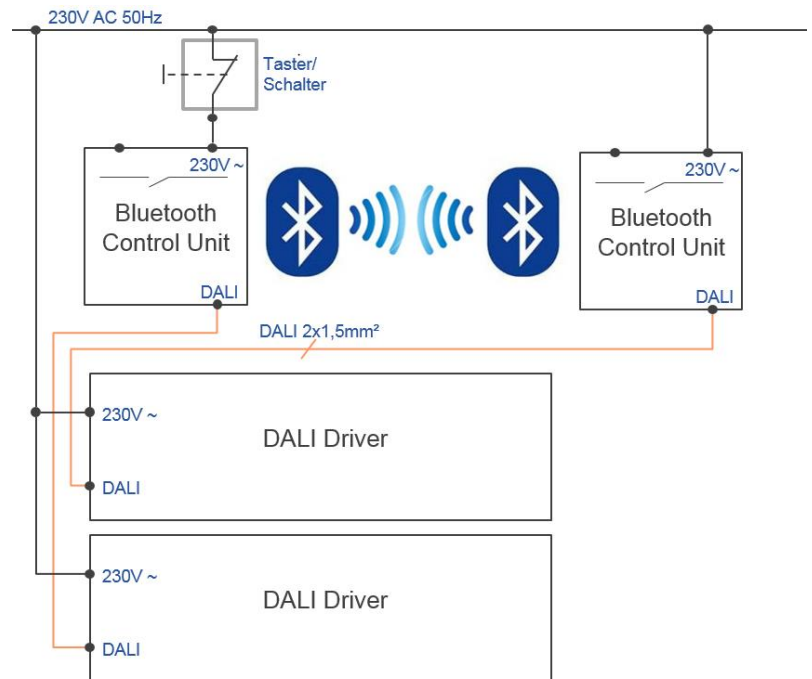 230V AC 50Hz
Taster/
Schalter
230V ~
Bluetooth
Control Unit
DALI
230V ~
Bluetooth
Control Unit
DALI
DALI 2x1,5mm²
230V ~
DALI Driver
DALI
230V ~
DALI Driver
DALI